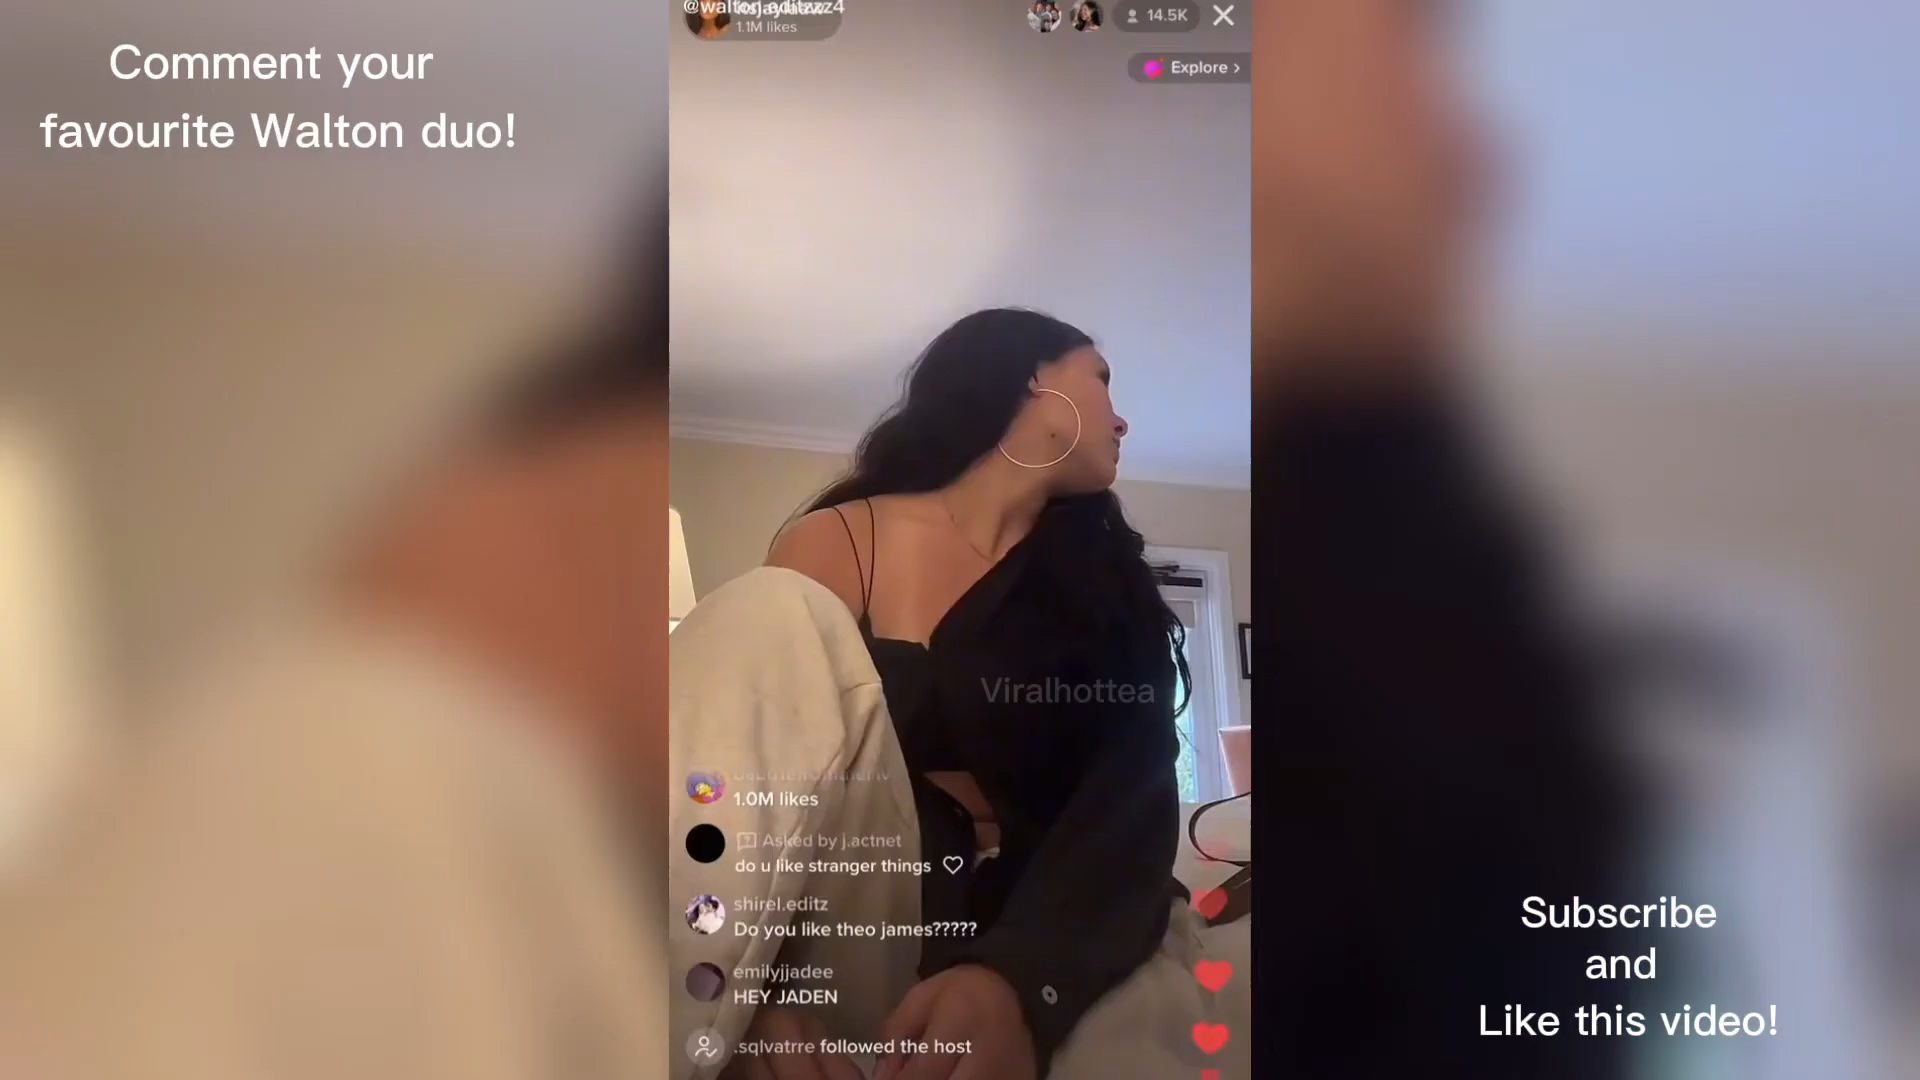 Comment your
favourite Walton duo!
@walton.editzzz4
1.1M likes
14.5K
Explore
Viralhottea
1.0M likes
Asked by j.actnet
do u like stranger things
shirel.editz
Do you like theo james?????
emilyjjadee
HEY JADEN
.sqlvatrre followed the host
Subscribe
and
Like this video!